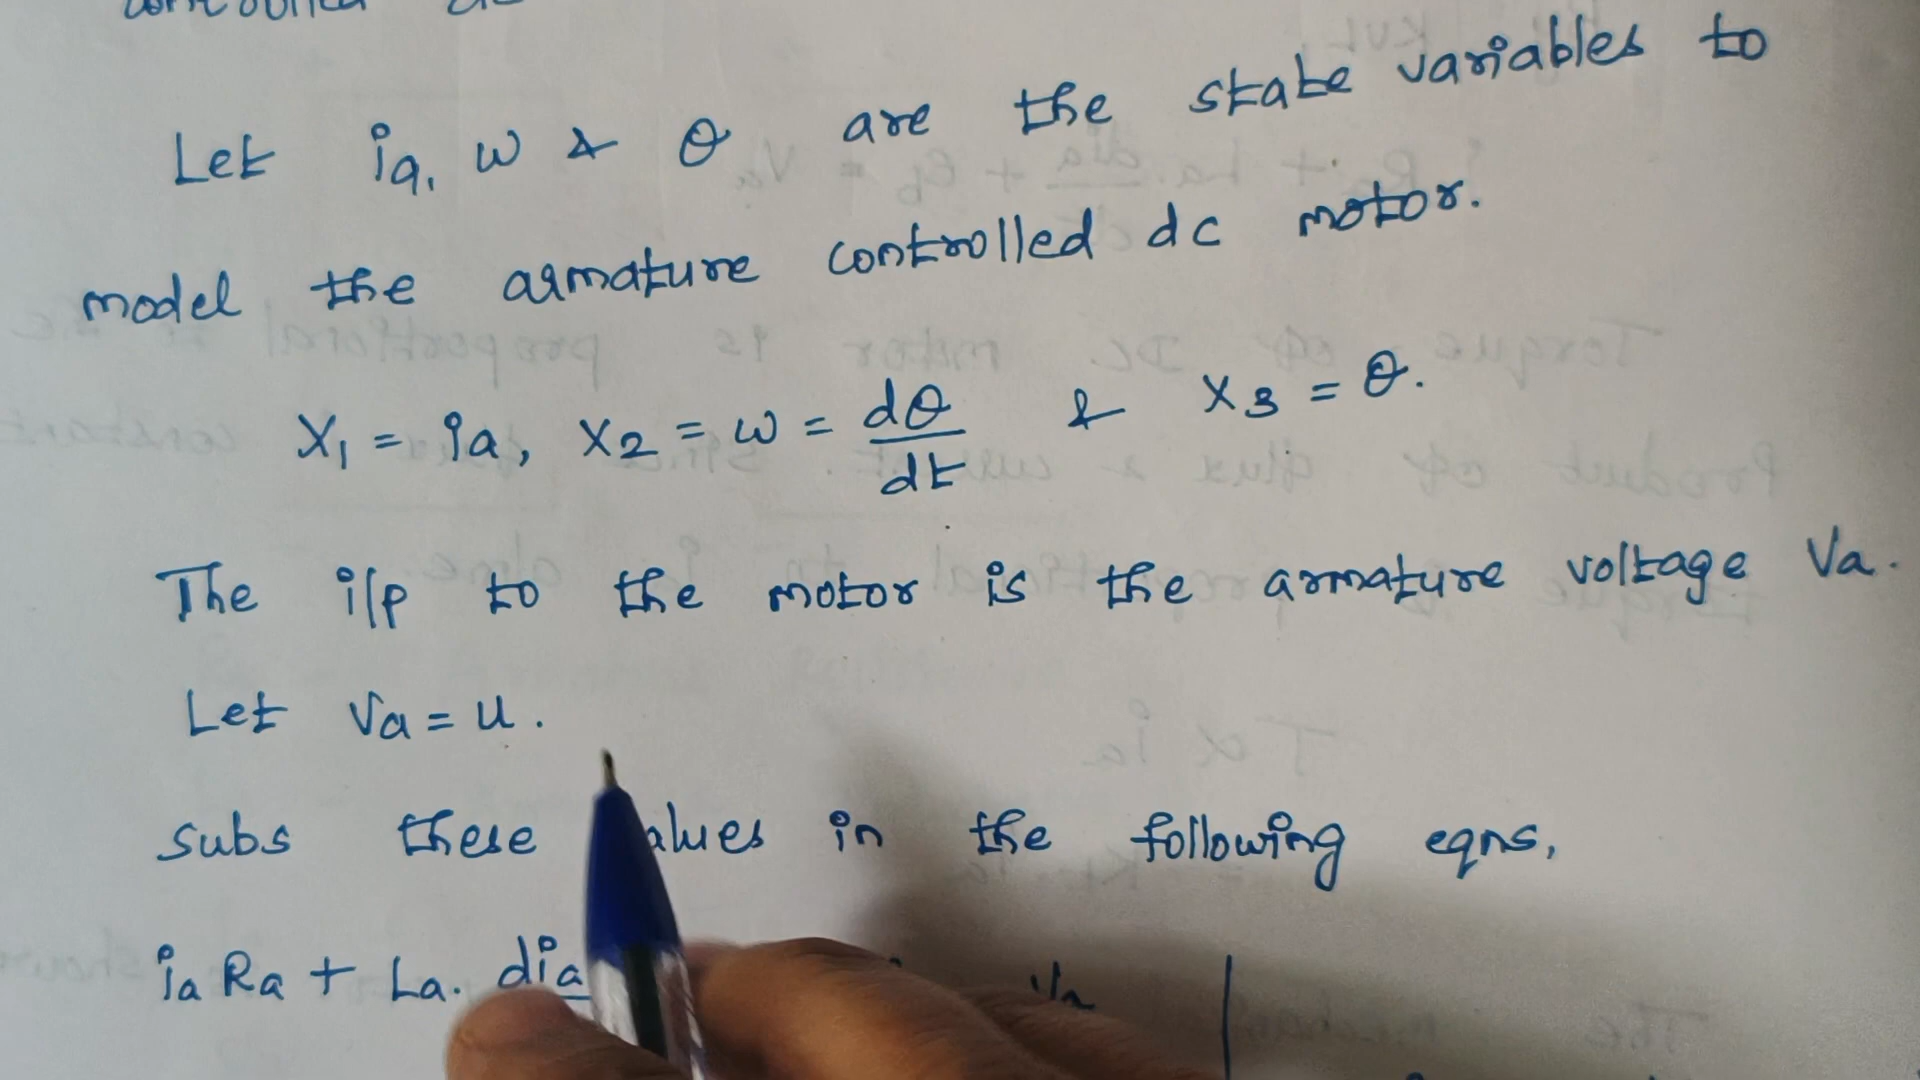 Let ia, ω & θ are the state variables to
model the armature controlled dc motor.
X1 = ia, X2 = ω = dθ/dt & X3 = θ.
The i/p to the motor is the armature voltage Va.
Let Va = u.
subs these in the following eqns,
ia Ra + La. dia Va